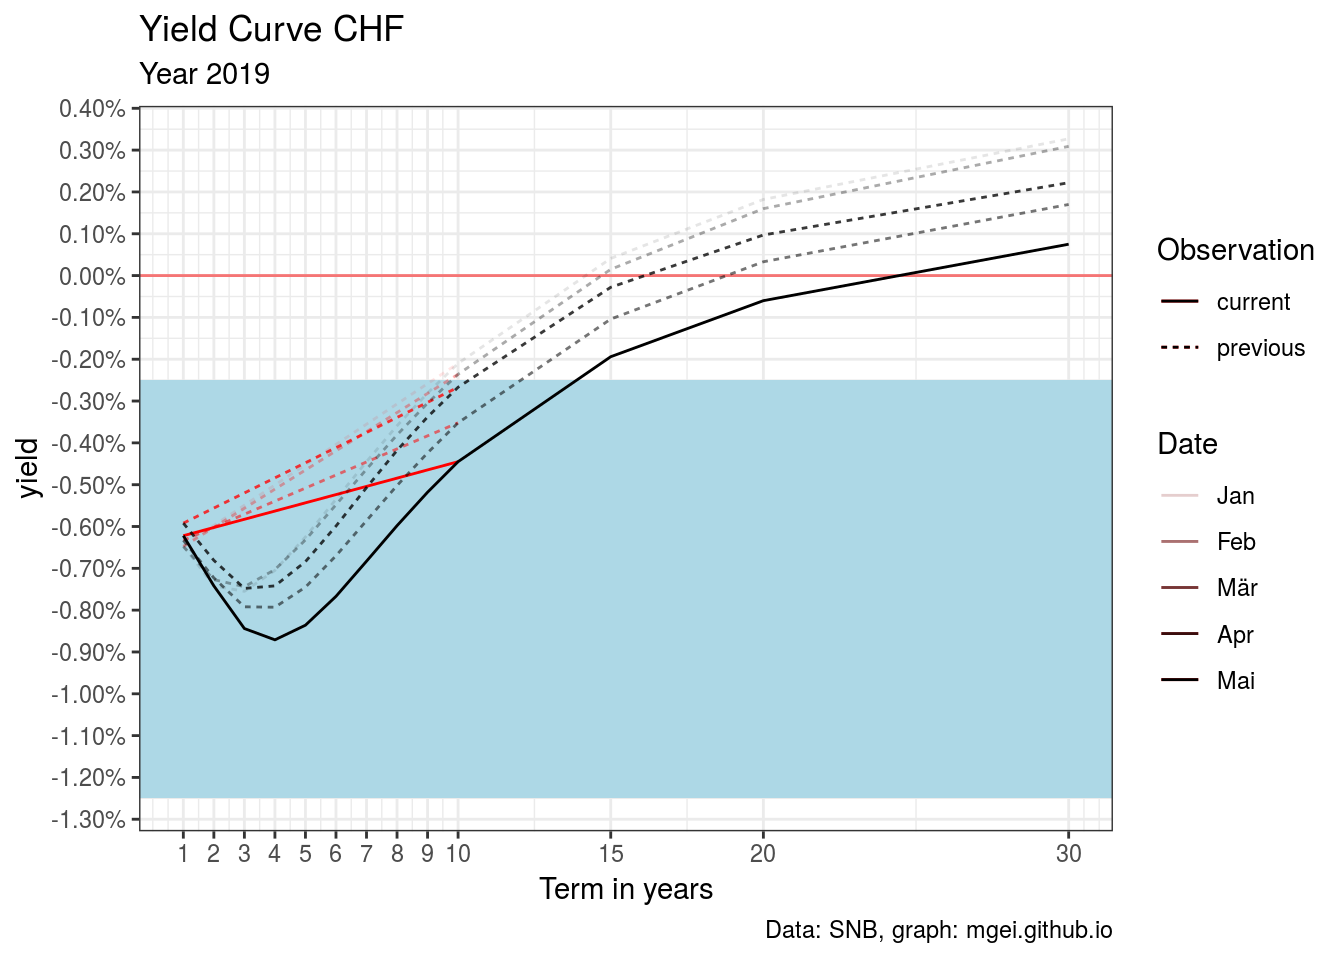 Yield Curve CHF
Year 2019
0.40%
0.30%
0.20%
0.10%
0.00%
-0.10%
-0.20%
-0.30%
-0.40%
-0.50%
-0.60%
-0.70%
-0.80%
-0.90%
-1.00%
-1.10%
-1.20%
-1.30%
yield
1 2 3 4 5 6 7 8 9 10 15 20 30
Term in years
Observation
current
previous
Date
Jan
Feb
Mär
Apr
Mai
Data: SNB, graph: mgei.github.io